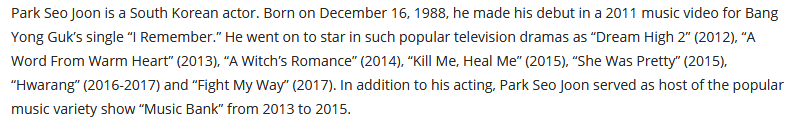 Park Seo Joon is a South Korean actor. Born on December 16, 1988, he made his debut in a 2011 music video for Bang
Yong Guk's single “I Remember.” He went on to star in such popular television dramas as “Dream High 2” (2012), “A
Word From Warm Heart” (2013), “A Witch's Romance” (2014), “Kill Me, Heal Me” (2015), “She Was Pretty” (2015),
“Hwarang” (2016-2017) and “Fight My Way” (2017). In addition to his acting, Park Seo Joon served as host of the popular
music variety show “Music Bank” from 2013 to 2015.